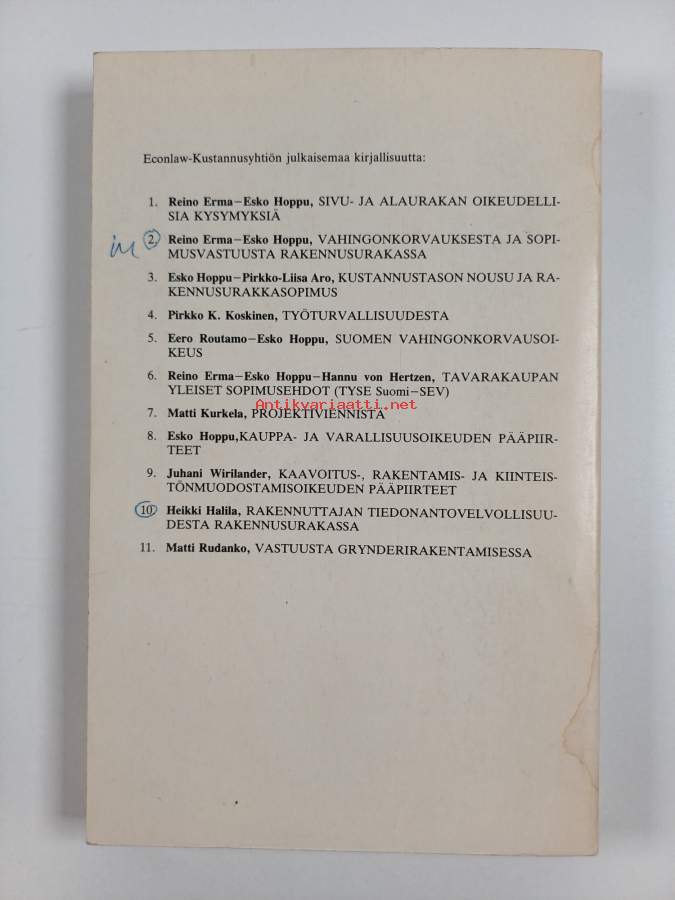 Econlaw-Kustannusyhtiön julkaisemaa kirjallisuutta:
1. Reino Erma–Esko Hoppu, SIVU- JA ALAURAKAN OIKEUDELLI-
SIA KYSYMYKSIÄ
2. Reino Erma–Esko Hoppu, VAHINGONKORVAUKSESTA JA SOPI-
MUSVASTUUSTA RAKENNUSURAKASSA
3. Esko Hoppu–Pirkko-Liisa Aro, KUSTANNUSTASON NOUSU JA RA-
KENNUSURAKKASOPIMUS
4. Pirkko K. Koskinen, TYÖTURVALLISUUDESTA
5. Eero Routamo–Esko Hoppu, SUOMEN VAHINGONKORVAUSOI-
KEUS
6. Reino Erma–Esko Hoppu–Hannu von Hertzen, TAVARAKAUPAN
YLEISET SOPIMUSEHDOT (TYSE Suomi–SEV)
Antikvariaatti.net
7. Matti Kurkela, PROJEKTIVIENNISTÄ
8. Esko Hoppu,KAUPPA- JA VARALLISUUSOIKEUDEN PÄÄPIIR-
TEET
9. Juhani Wirilander, KAAVOITUS-, RAKENTAMIS- JA KIINTEIS-
TÖNMUODOSTAMISOIKEUDEN PÄÄPIIRTEET
10. Heikki Halila, RAKENNUTTAJAN TIEDONANTOVELVOLLISUU-
DESTA RAKENNUSURAKASSA
11. Matti Rudanko, VASTUUSTA GRYNDERIRAKENTAMISESSA